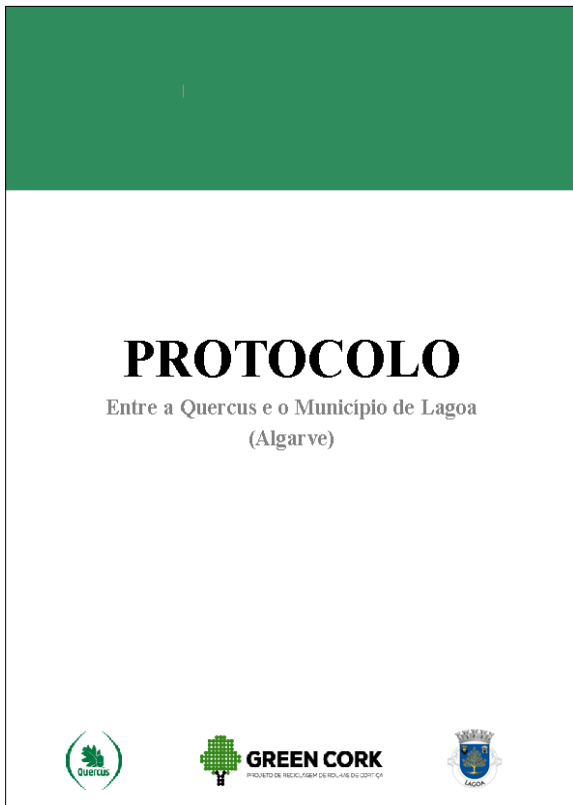 PROTOCOLO
Entre a Quercus e o Município de Lagoa
(Algarve)
Quercus
GREEN CORK
PROJETO DE RECICLAGEM DE ROLHAS DE CORTIÇA
LAGOA